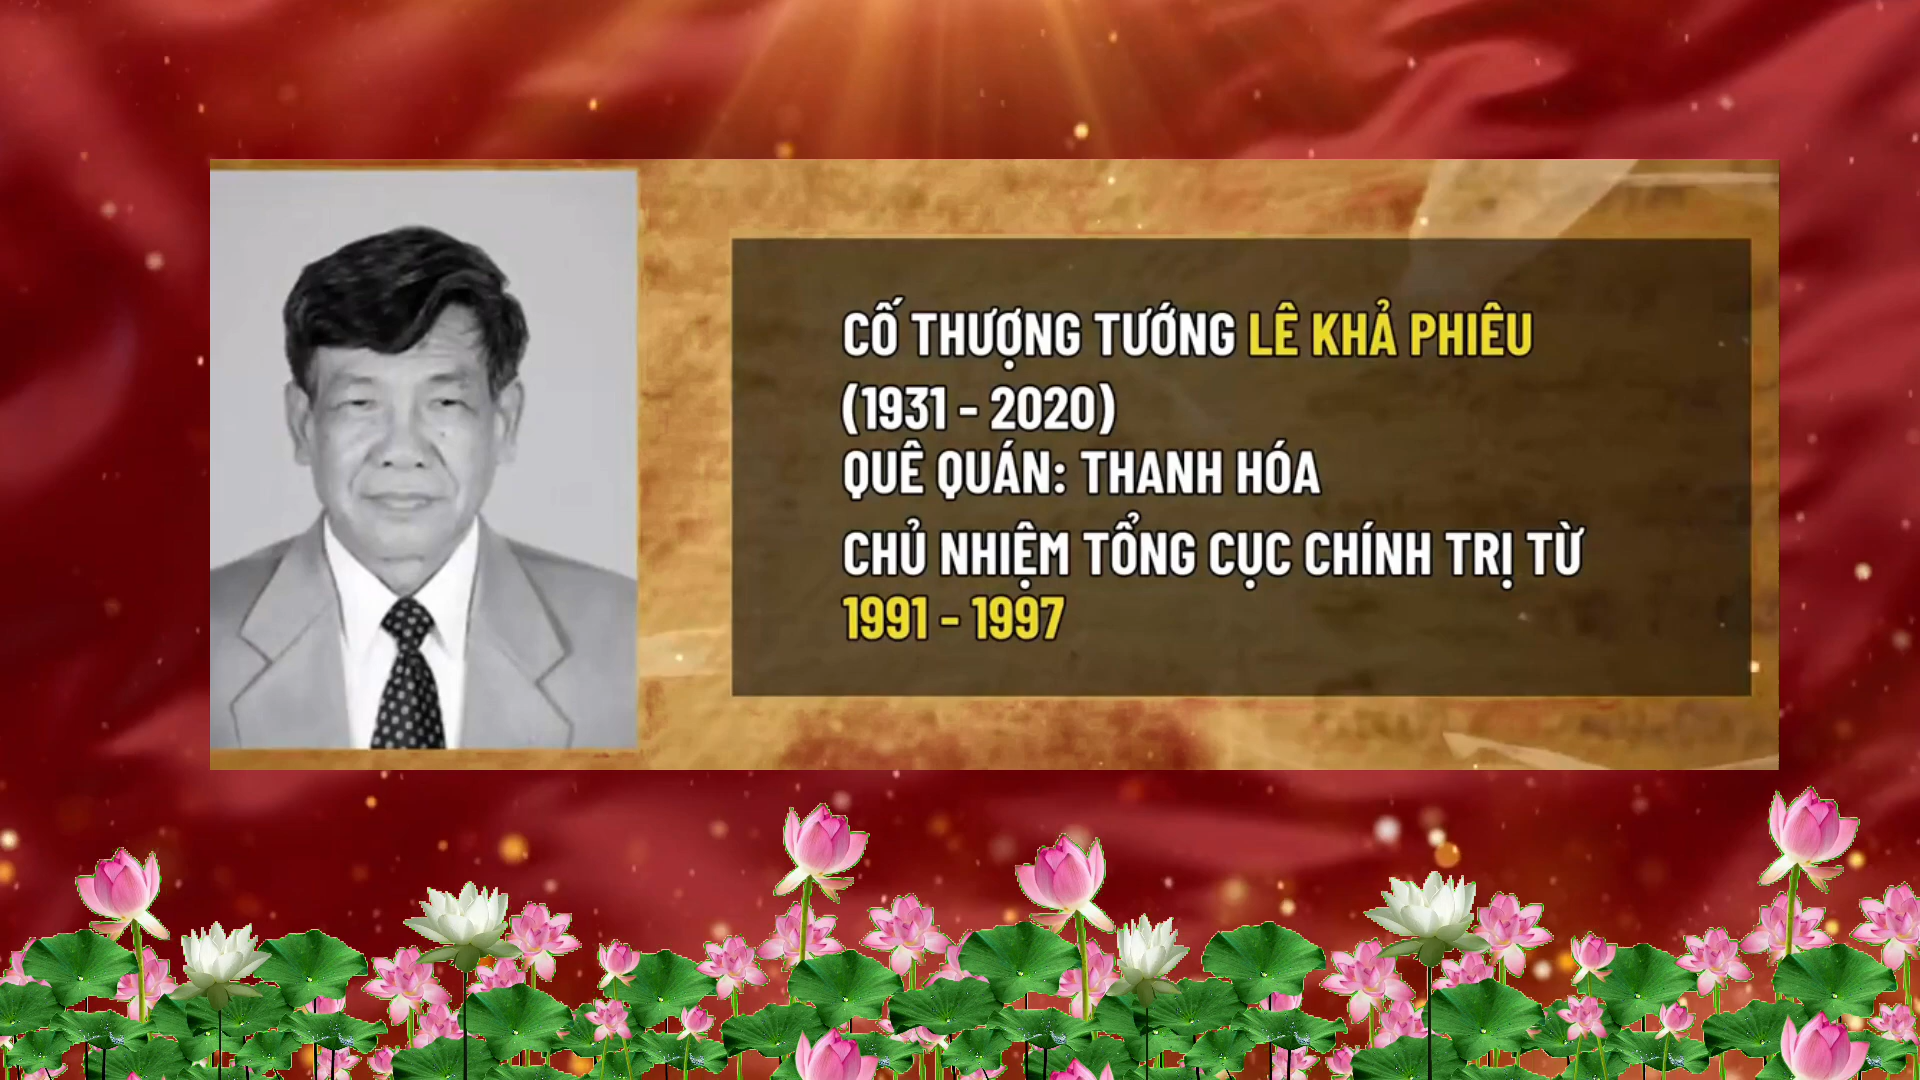 CỐ THƯỢNG TƯỚNG LÊ KHẢ PHIÊU
(1931 - 2020)
QUÊ QUÁN: THANH HÓA
CHỦ NHIỆM TỔNG CỤC CHÍNH TRỊ TỪ
1991 - 1997